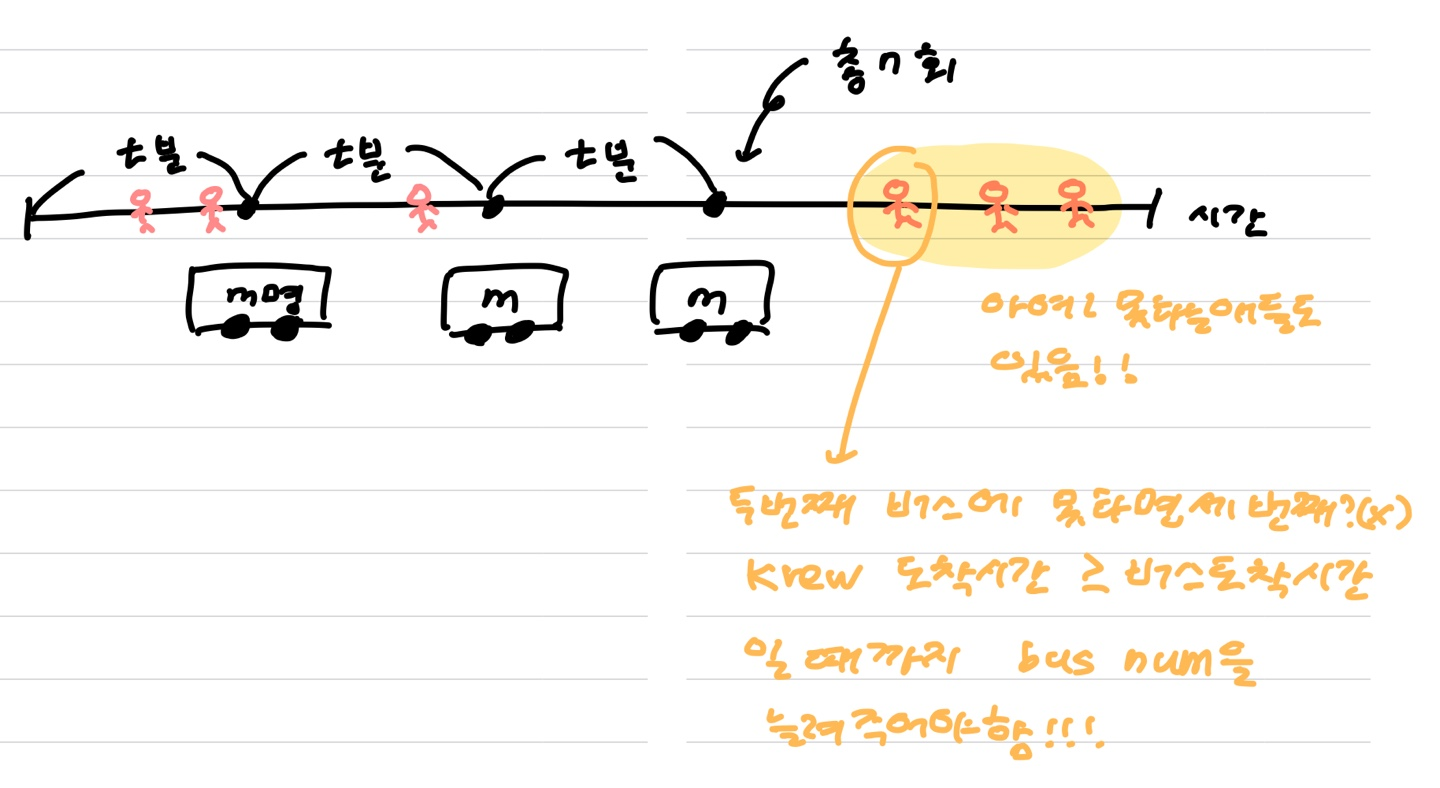 총 n 회
t분 t분 t분
시간
m명 m m
아예 못타는애들도
있음!!
두번째 버스에 못타면세번째?(x)
krew 도착시간 ≥ 버스도착시간
일 때까지 bus num을
늘려주어야함!!!